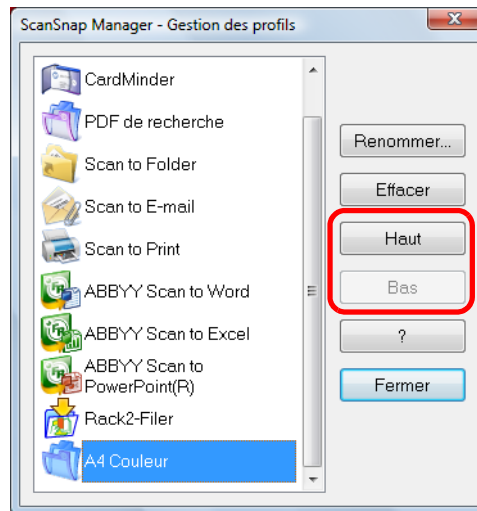 ScanSnap Manager - Gestion des profils
CardMinder
PDF de recherche
Scan to Folder
Scan to E-mail
Scan to Print
ABBYY Scan to Word
ABBYY Scan to Excel
ABBYY Scan to
PowerPoint(R)
Rack2-Filer
A4 Couleur
Renommer...
Effacer
Haut
Bas
?
Fermer